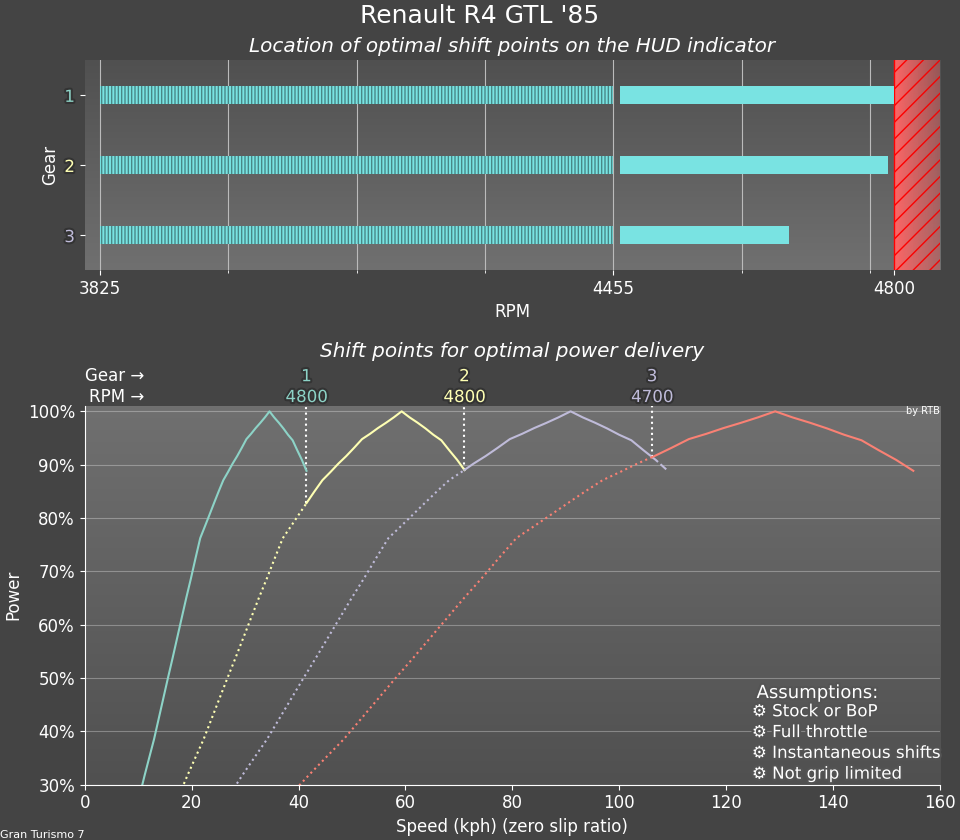 Renault R4 GTL '85
Location of optimal shift points on the HUD indicator
Gear
1
2
3
3825 4455 4800
RPM
Shift points for optimal power delivery
Gear → 1 2 3
RPM → 4800 4800 4700
by RTB
100%
90%
80%
70%
60%
50%
40%
30%
Power
Assumptions:
⚙ Stock or BoP
⚙ Full throttle
⚙ Instantaneous shifts
⚙ Not grip limited
0 20 40 60 80 100 120 140 160
Speed (kph) (zero slip ratio)
Gran Turismo 7